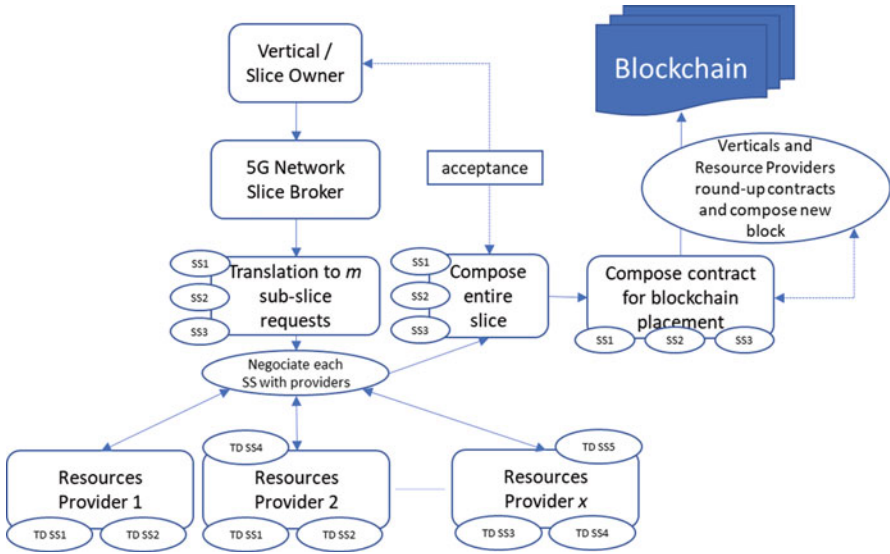 Vertical /
Slice Owner
Blockchain
5G Network
Slice Broker
acceptance
Verticals and
Resource Providers
round-up contracts
and compose new
block
SS1
SS2
SS3
Translation to m
sub-slice
requests
SS1
SS2
SS3
Compose
entire
slice
Compose contract
for blockchain
placement
SS1
SS2
SS3
Negociate each
SS with providers
Resources
Provider 1
TD SS1
TD SS2
TD SS4
Resources
Provider 2
TD SS1
TD SS2
TD SS5
Resources
Provider x
TD SS3
TD SS4